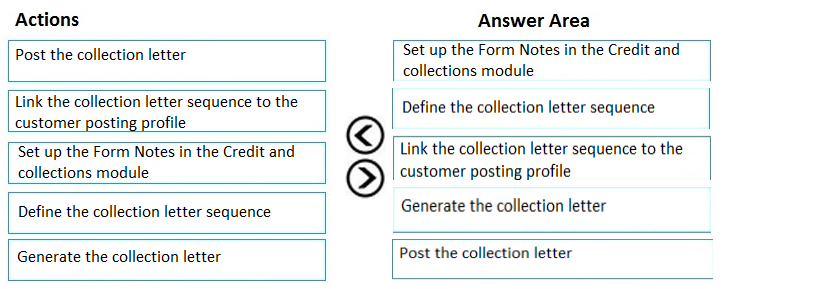 Actions
Post the collection letter
Link the collection letter sequence to the
customer posting profile
Set up the Form Notes in the Credit and
collections module
Define the collection letter sequence
Generate the collection letter
Answer Area
Set up the Form Notes in the Credit and
collections module
Define the collection letter sequence
Link the collection letter sequence to the
customer posting profile
Generate the collection letter
Post the collection letter